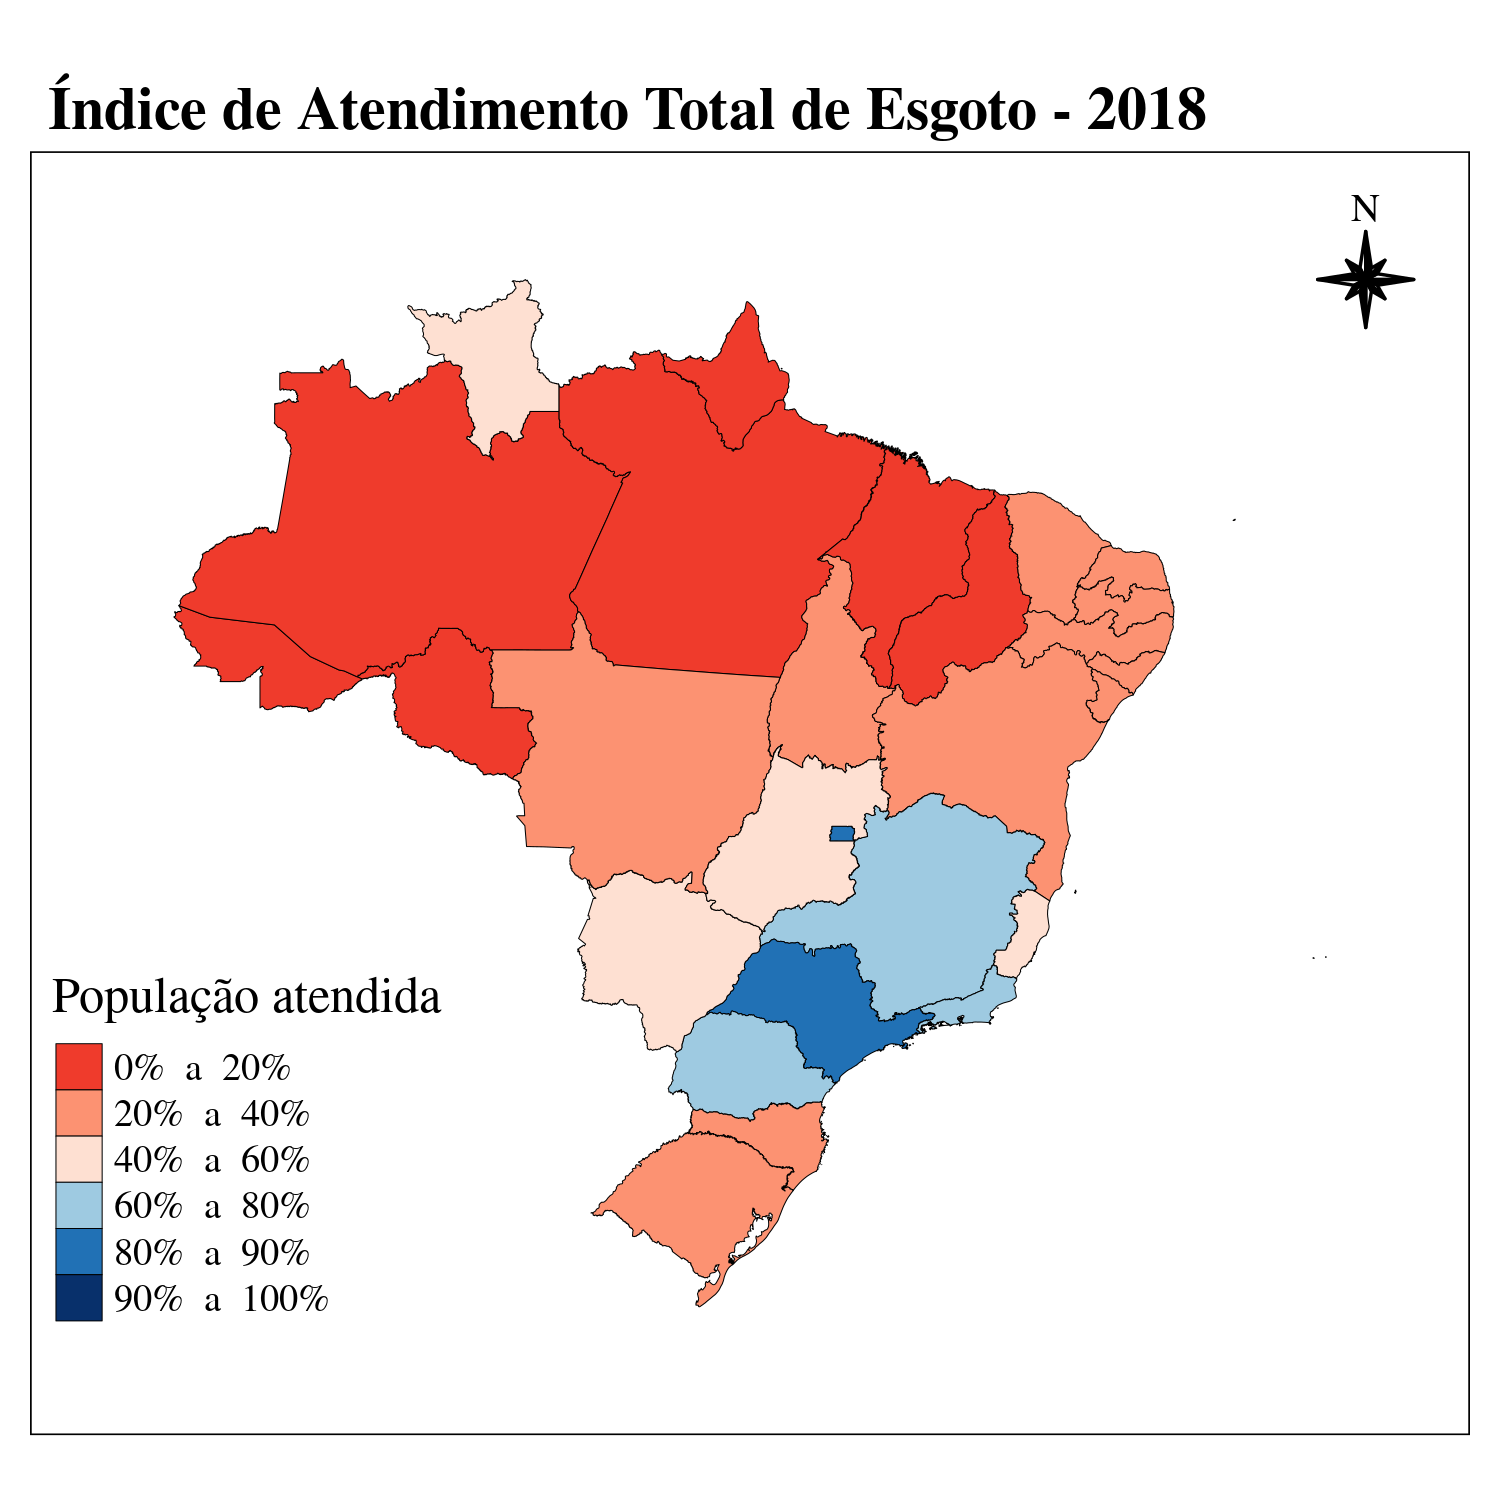 Índice de Atendimento Total de Esgoto - 2018
N
População atendida
0% a 20%
20% a 40%
40% a 60%
60% a 80%
80% a 90%
90% a 100%